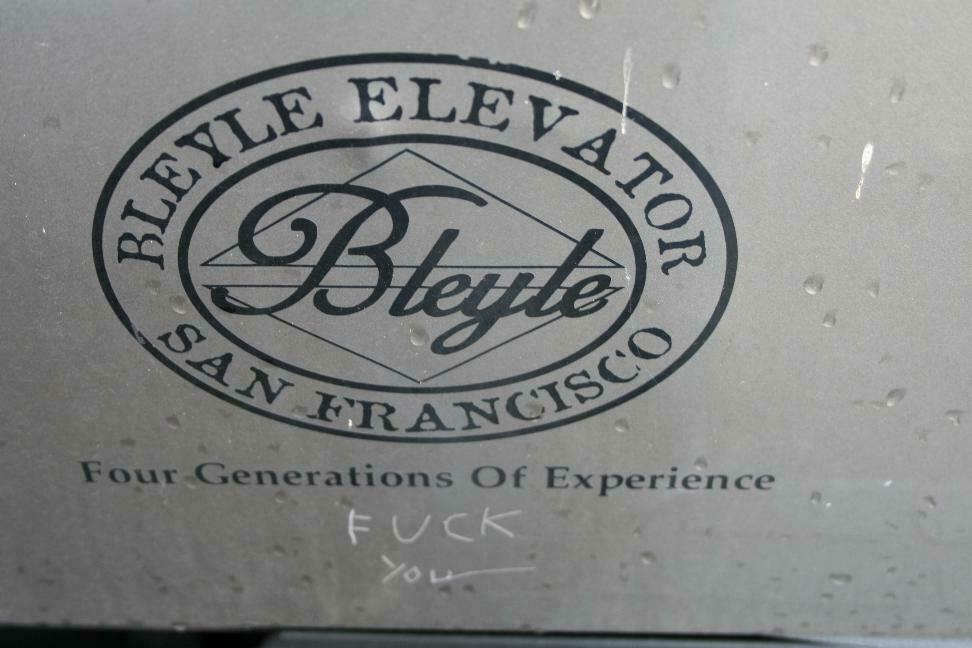 BLEYLE ELEVATOR
Bleyle
SAN FRANCISCO
Four Generations Of Experience
FUCK
You